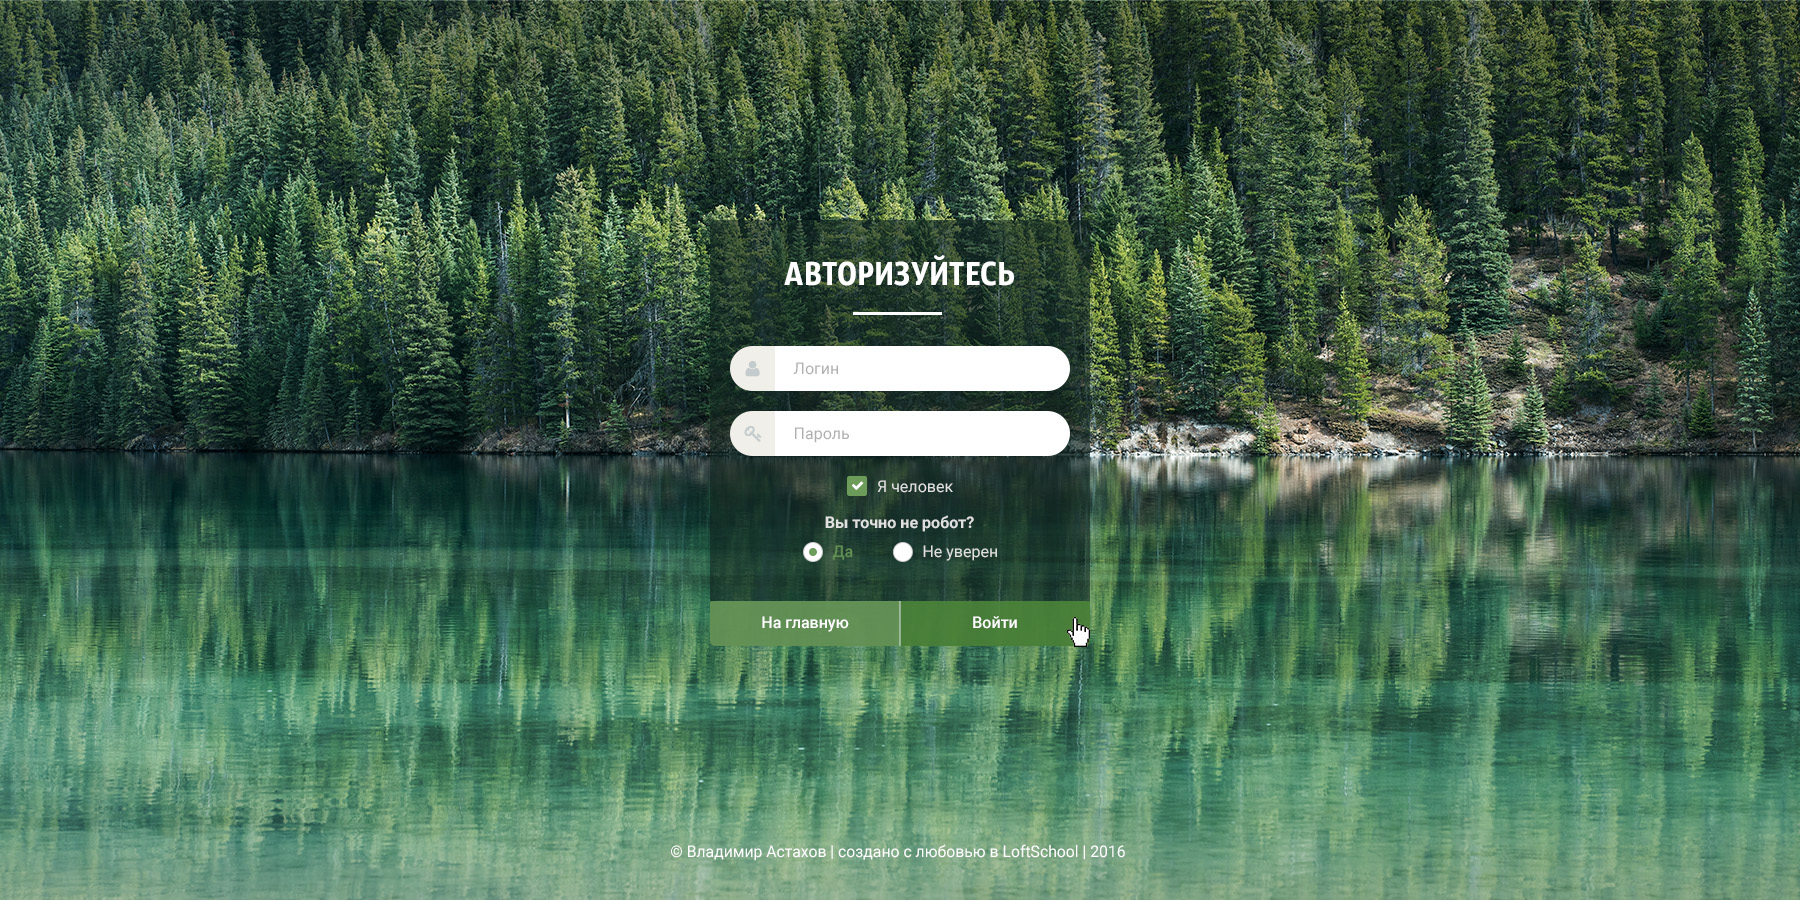 АВТОРИЗУЙТЕСЬ
Логин
Пароль
Я человек
Вы точно не робот?
Да Не уверен
На главную Войти
© Владимир Астахов | создано с любовью в LoftSchool | 2016